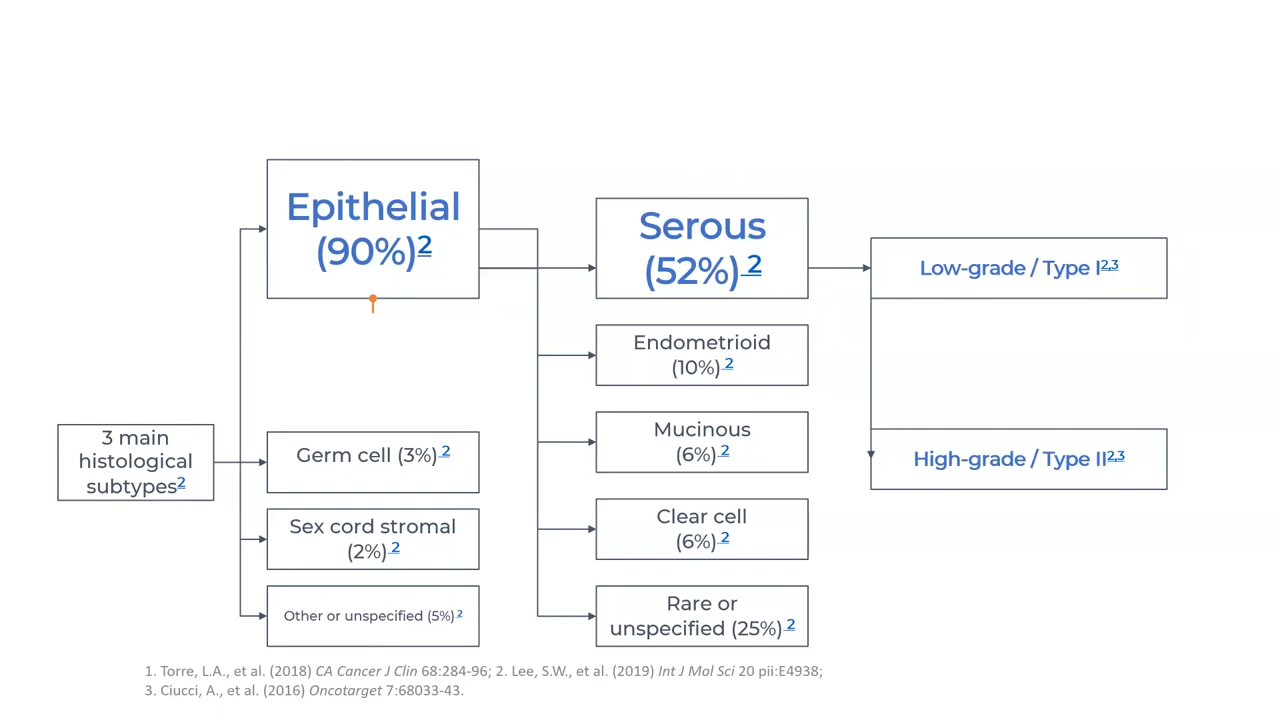 3 main
histological
subtypes2
Epithelial
(90%)2
Germ cell (3%) 2
Sex cord stromal
(2%) 2
Other or unspecified (5%) 2
Serous
(52%) 2
Endometrioid
(10%) 2
Mucinous
(6%) 2
Clear cell
(6%) 2
Rare or
unspecified (25%) 2
Low-grade / Type I2,3
High-grade / Type II2,3
1. Torre, L.A., et al. (2018) CA Cancer J Clin 68:284-96; 2. Lee, S.W., et al. (2019) Int J Mol Sci 20 pii:E4938;
3. Ciucci, A., et al. (2016) Oncotarget 7:68033-43.